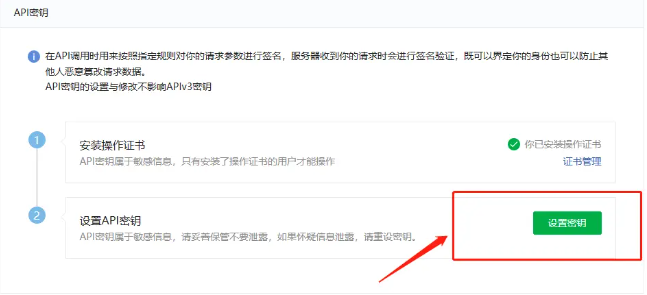 API密钥
在API调用时用来按照指定规则对你的请求参数进行签名，服务器收到你的请求时会进行签名验证，既可以界定你的身份也可以防止其
他人恶意篡改请求数据。
API密钥的设置与修改不影响APIv3密钥
1
安装操作证书
你已安装操作证书
API密钥属于敏感信息，只有安装了操作证书的用户才能操作
证书管理
2
设置API密钥
设置密钥
API密钥属于敏感信息，请妥善保管不要泄露，如果怀疑信息泄露，请重设密钥。